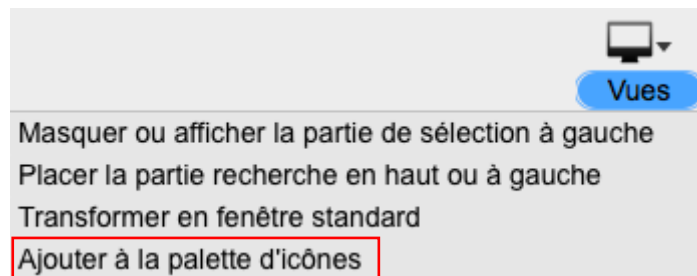 Vues
Masquer ou afficher la partie de sélection à gauche
Placer la partie recherche en haut ou à gauche
Transformer en fenêtre standard
Ajouter à la palette d'icônes